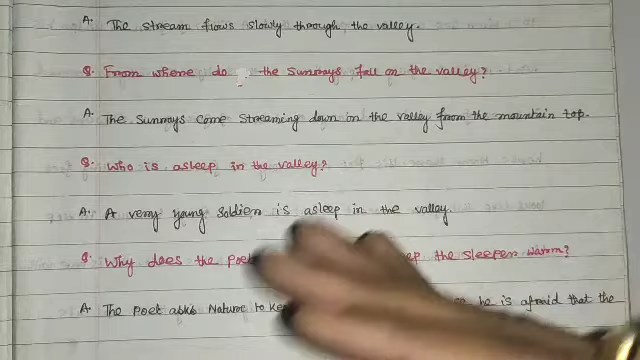 A. The stream flows slowly through the valley.
Q. From where do the sunrays fall on the valley?
A. The sunrays come streaming down in the valley from the mountain top.
Q. Who is asleep in the valley?
A. A very young soldier is asleep in the valley.
Q. Why does the poet the sleeper warm?
A. The poet asks Nature to he is afraid that the